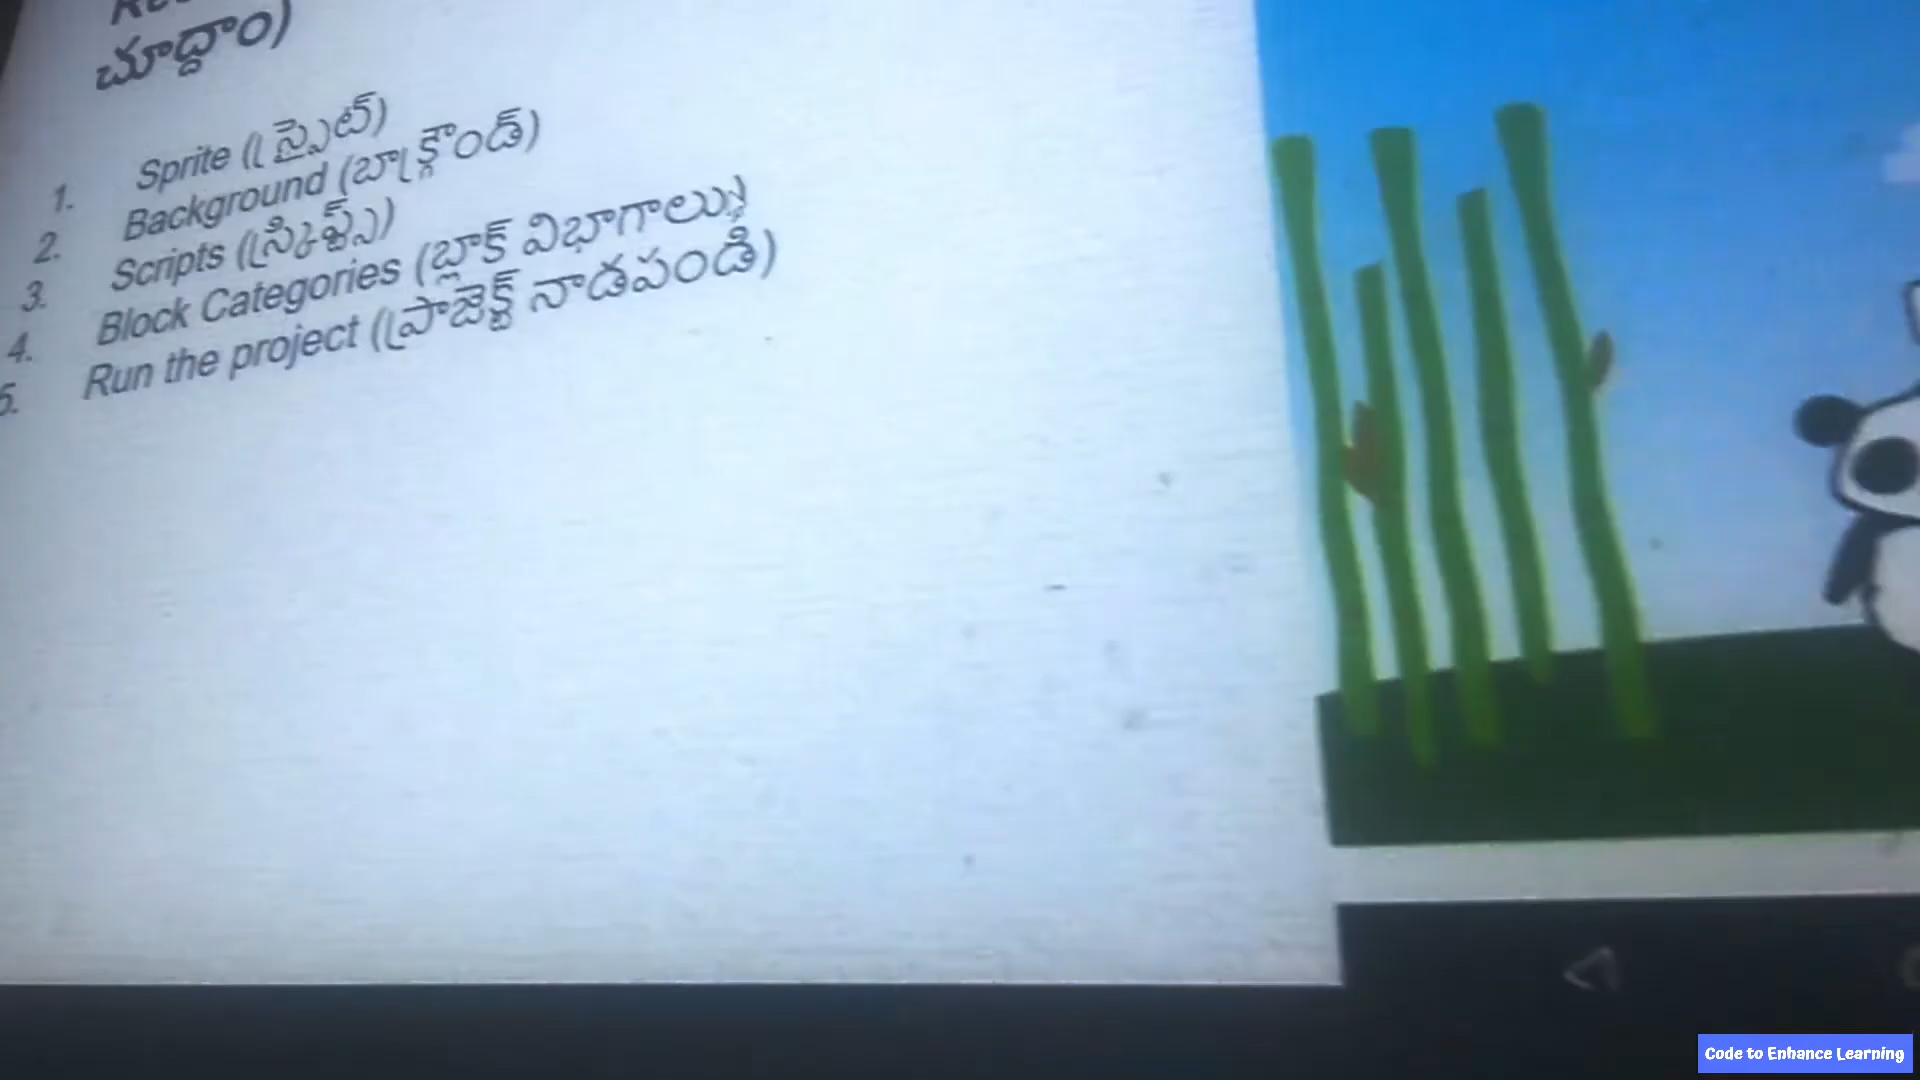 చూద్దాం)
1. Sprite (స్ప్రైట్)
2. Background (బ్యాక్గ్రౌండ్)
3. Scripts (స్క్రిప్ట్స్)
4. Block Categories (బ్లాక్ విభాగాలు)
5. Run the project (ప్రాజెక్ట్ నాడపండి)
Code to Enhance Learning